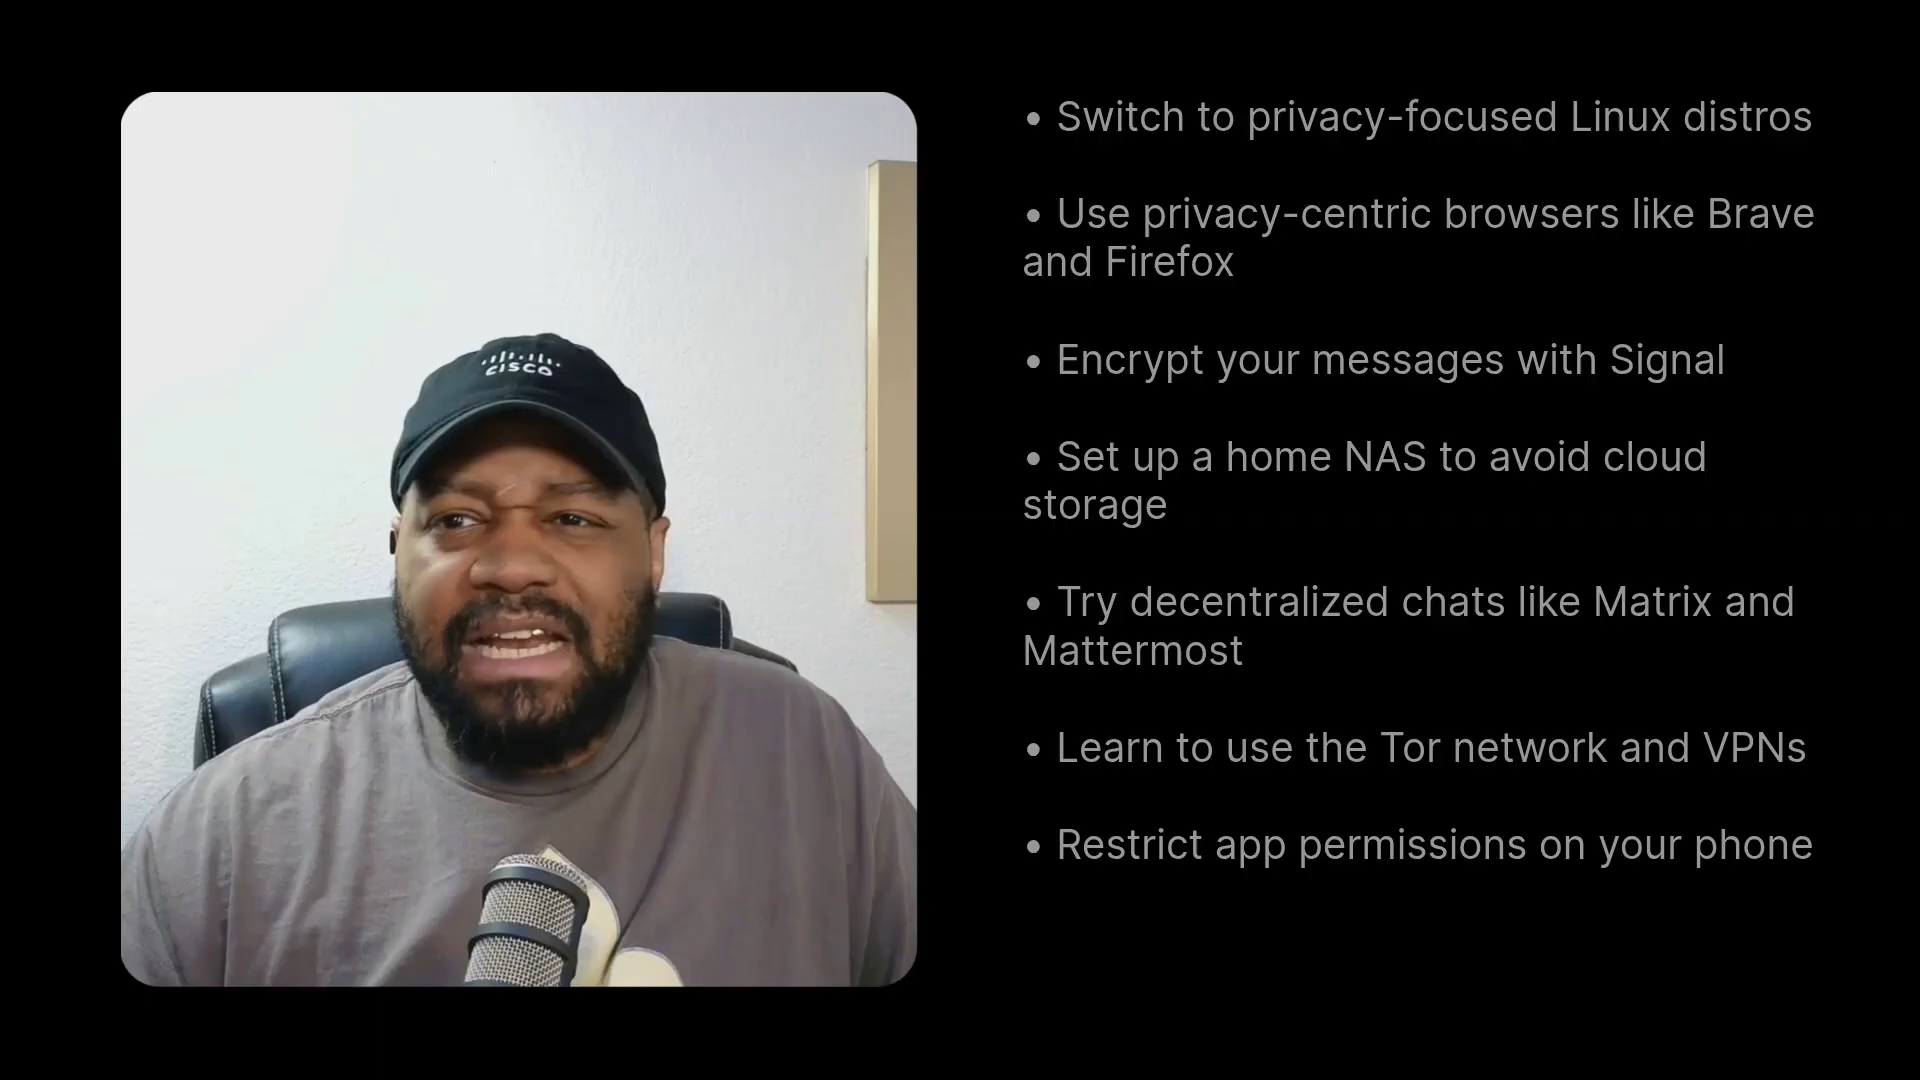 CISCO
• Switch to privacy-focused Linux distros
• Use privacy-centric browsers like Brave
and Firefox
• Encrypt your messages with Signal
• Set up a home NAS to avoid cloud
storage
• Try decentralized chats like Matrix and
Mattermost
• Learn to use the Tor network and VPNs
• Restrict app permissions on your phone